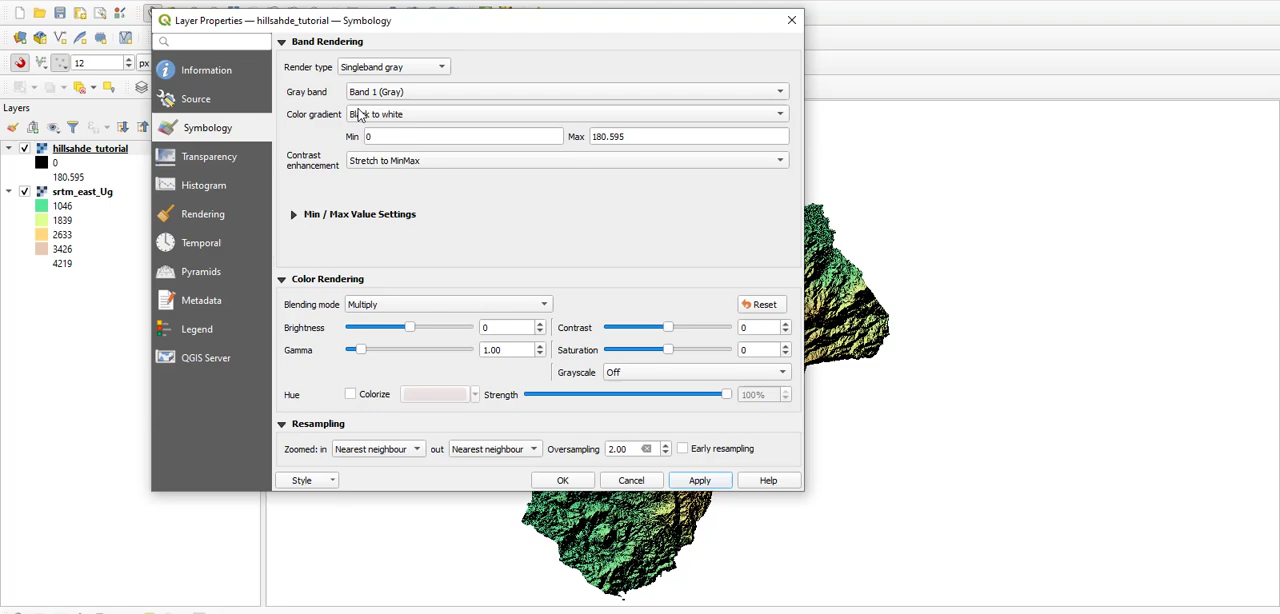 Layer Properties — hillsahde_tutorial — Symbology
12
px
Layers
hillsahde_tutorial
0
180.595
srtm_east_Ug
1046
1839
2633
3426
4219
Information
Source
Symbology
Transparency
Histogram
Rendering
Temporal
Pyramids
Metadata
Legend
QGIS Server
Band Rendering
Render type Singleband gray
Gray band Band 1 (Gray)
Color gradient to white
Min 0 Max 180.595
Contrast enhancement Stretch to MinMax
Min / Max Value Settings
Color Rendering
Blending mode Multiply Reset
Brightness 0 Contrast 0
Gamma 1.00 Saturation 0
Grayscale Off
Hue Colorize Strength 100%
Resampling
Zoomed: in Nearest neighbour out Nearest neighbour Oversampling 2.00 Early resampling
Style OK Cancel Apply Help